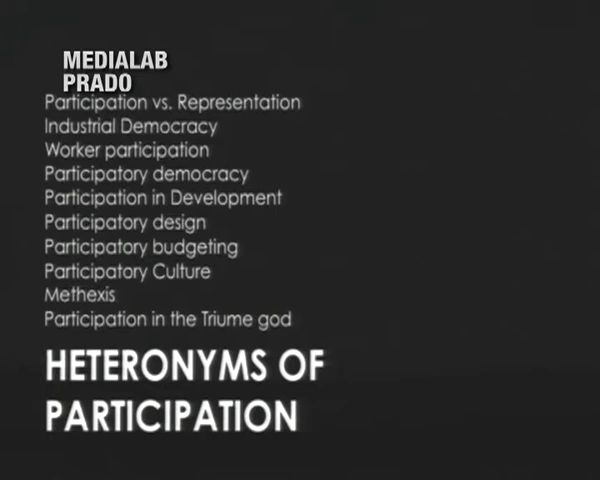 MEDIALAB
PRADO
Participation vs. Representation
Industrial Democracy
Worker participation
Participatory democracy
Participation in Development
Participatory design
Participatory budgeting
Participatory Culture
Methexis
Participation in the Triume god
HETERONYMS OF
PARTICIPATION